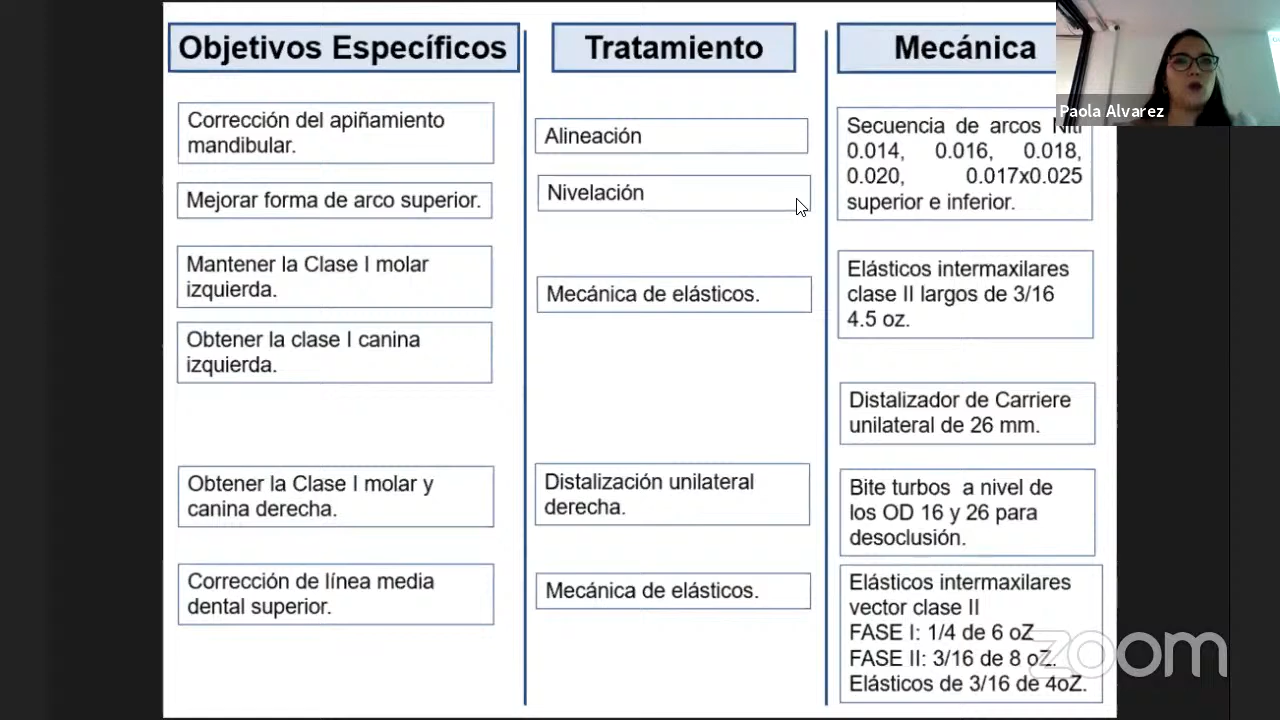 Objetivos Específicos
Corrección del apiñamiento
mandibular.
Mejorar forma de arco superior.
Mantener la Clase I molar
izquierda.
Obtener la clase I canina
izquierda.
Obtener la Clase I molar y
canina derecha.
Corrección de línea media
dental superior.
Tratamiento
Alineación
Nivelación
Mecánica de elásticos.
Distalización unilateral
derecha.
Mecánica de elásticos.
Mecánica
Secuencia de arcos Niti
0.014, 0.016, 0.018,
0.020, 0.017x0.025
superior e inferior.
Elásticos intermaxilares
clase II largos de 3/16
4.5 oz.
Distalizador de Carriere
unilateral de 26 mm.
Bite turbos a nivel de
los OD 16 y 26 para
desoclusión.
Elásticos intermaxilares
vector clase II
FASE I: 1/4 de 6 oZ
FASE II: 3/16 de 8 oZ.
Elásticos de 3/16 de 4oZ.
Paola Alvarez
zoom